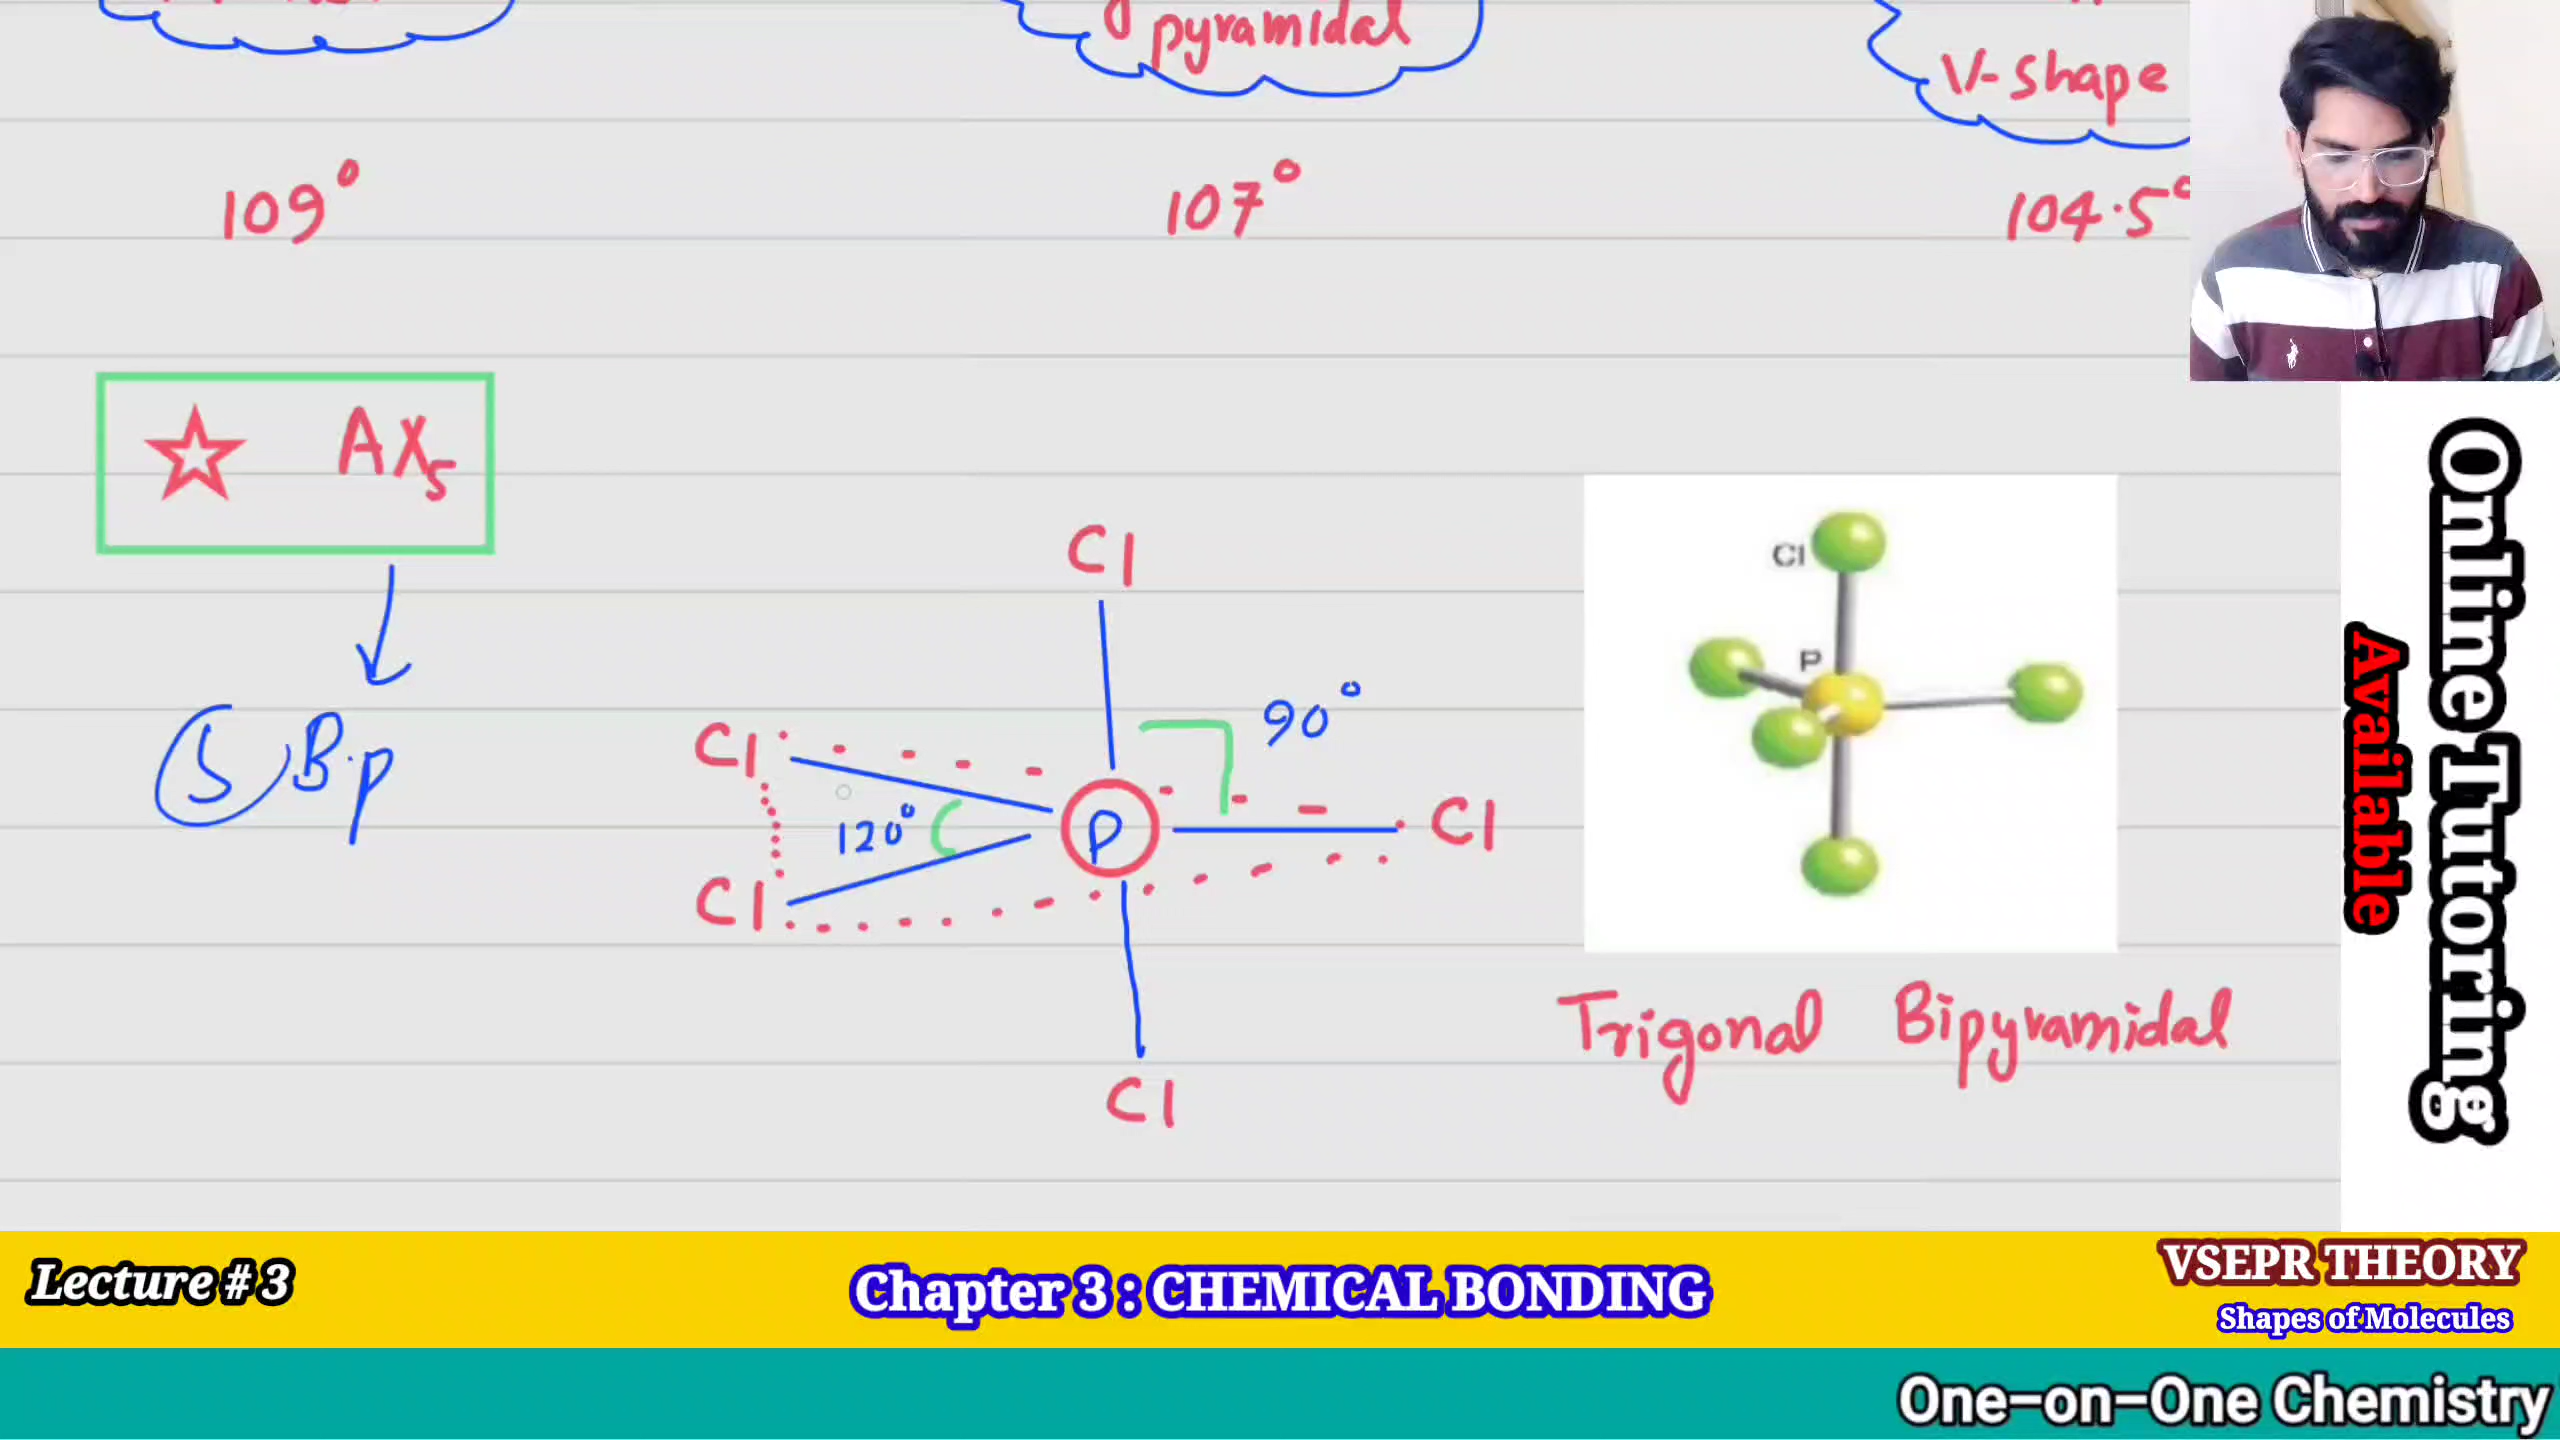 pyramidal
V-shape
109°
107°
104.5°
AX5
5 B.P
Cl
90°
Cl
120°
P
Cl
Cl
Cl
Cl
P
Trigonal Bipyramidal
Online Tutoring
Available
Lecture # 3
Chapter 3 : CHEMICAL BONDING
VSEPR THEORY
Shapes of Molecules
One-on-One Chemistry